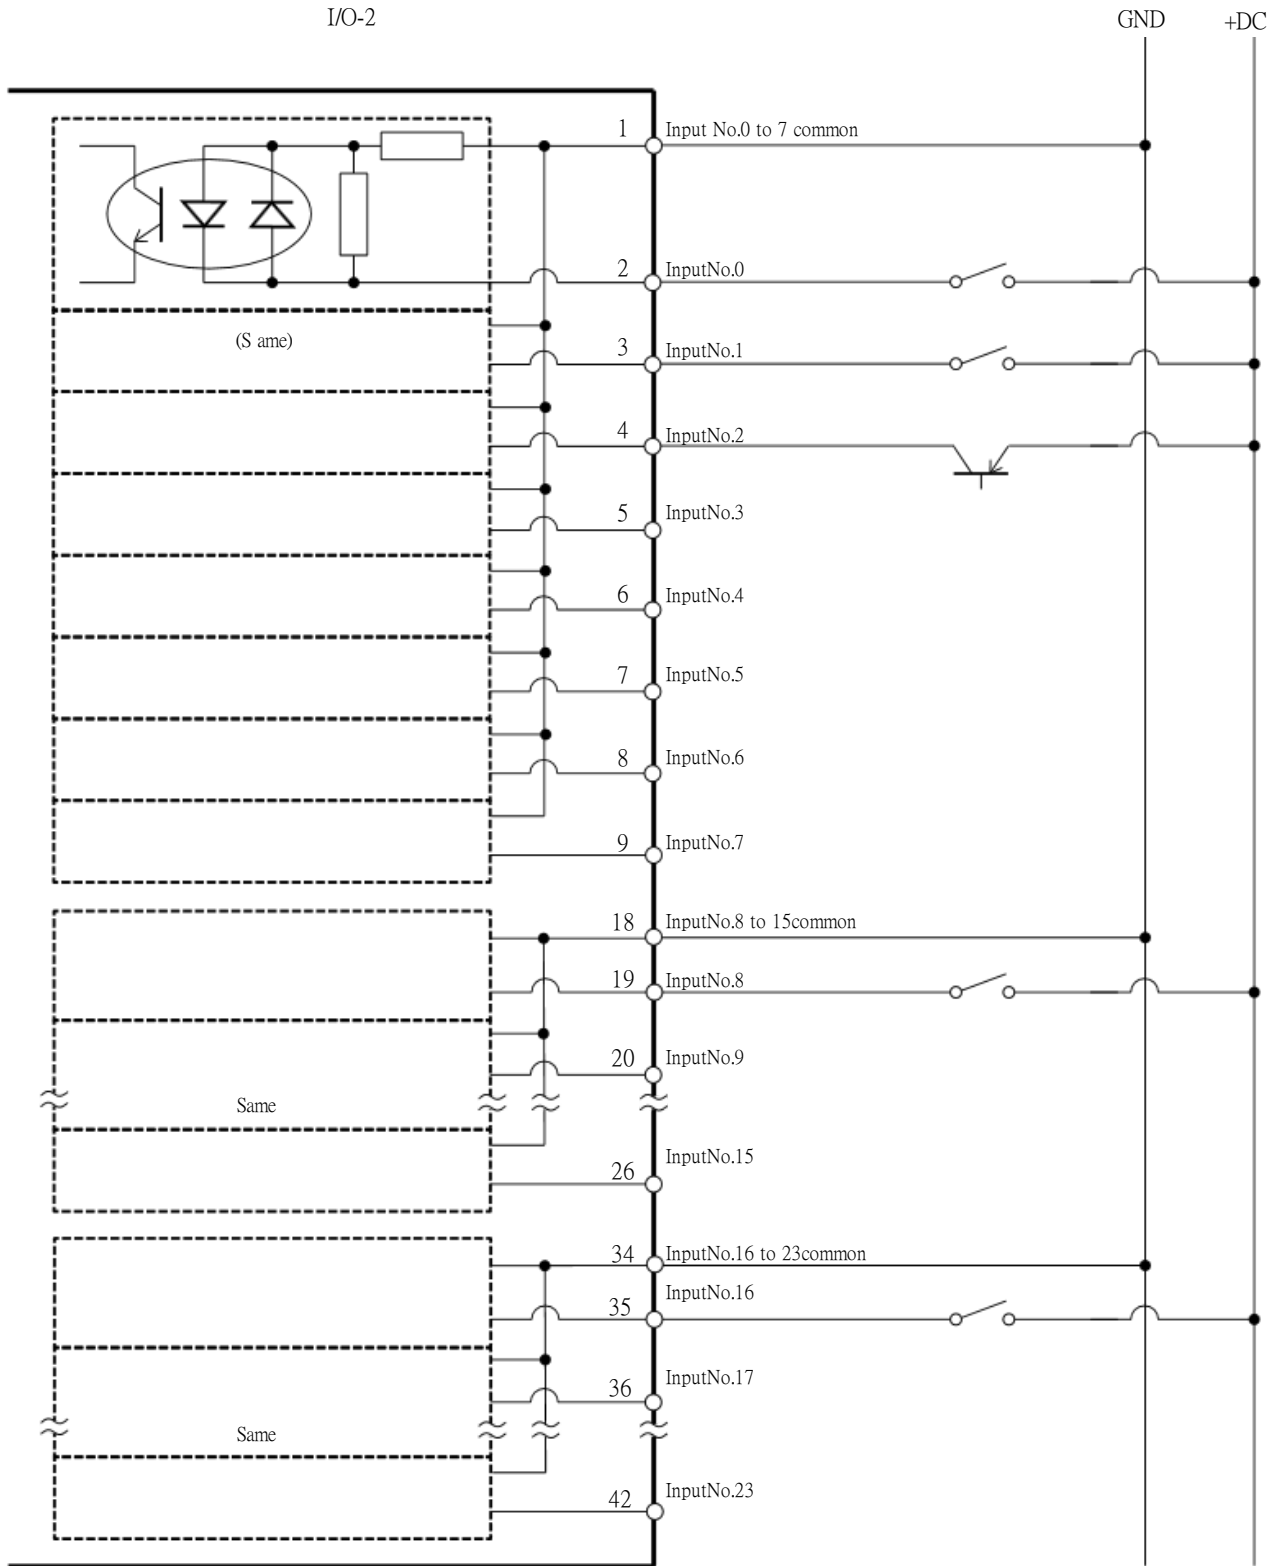 I/O-2
GND
+DC
1
Input No.0 to 7 common
2
InputNo.0
(S ame)
3
InputNo.1
4
InputNo.2
5
InputNo.3
6
InputNo.4
7
InputNo.5
8
InputNo.6
9
InputNo.7
18
InputNo.8 to 15common
19
InputNo.8
20
InputNo.9
Same
26
InputNo.15
34
InputNo.16 to 23common
35
InputNo.16
36
InputNo.17
Same
42
InputNo.23